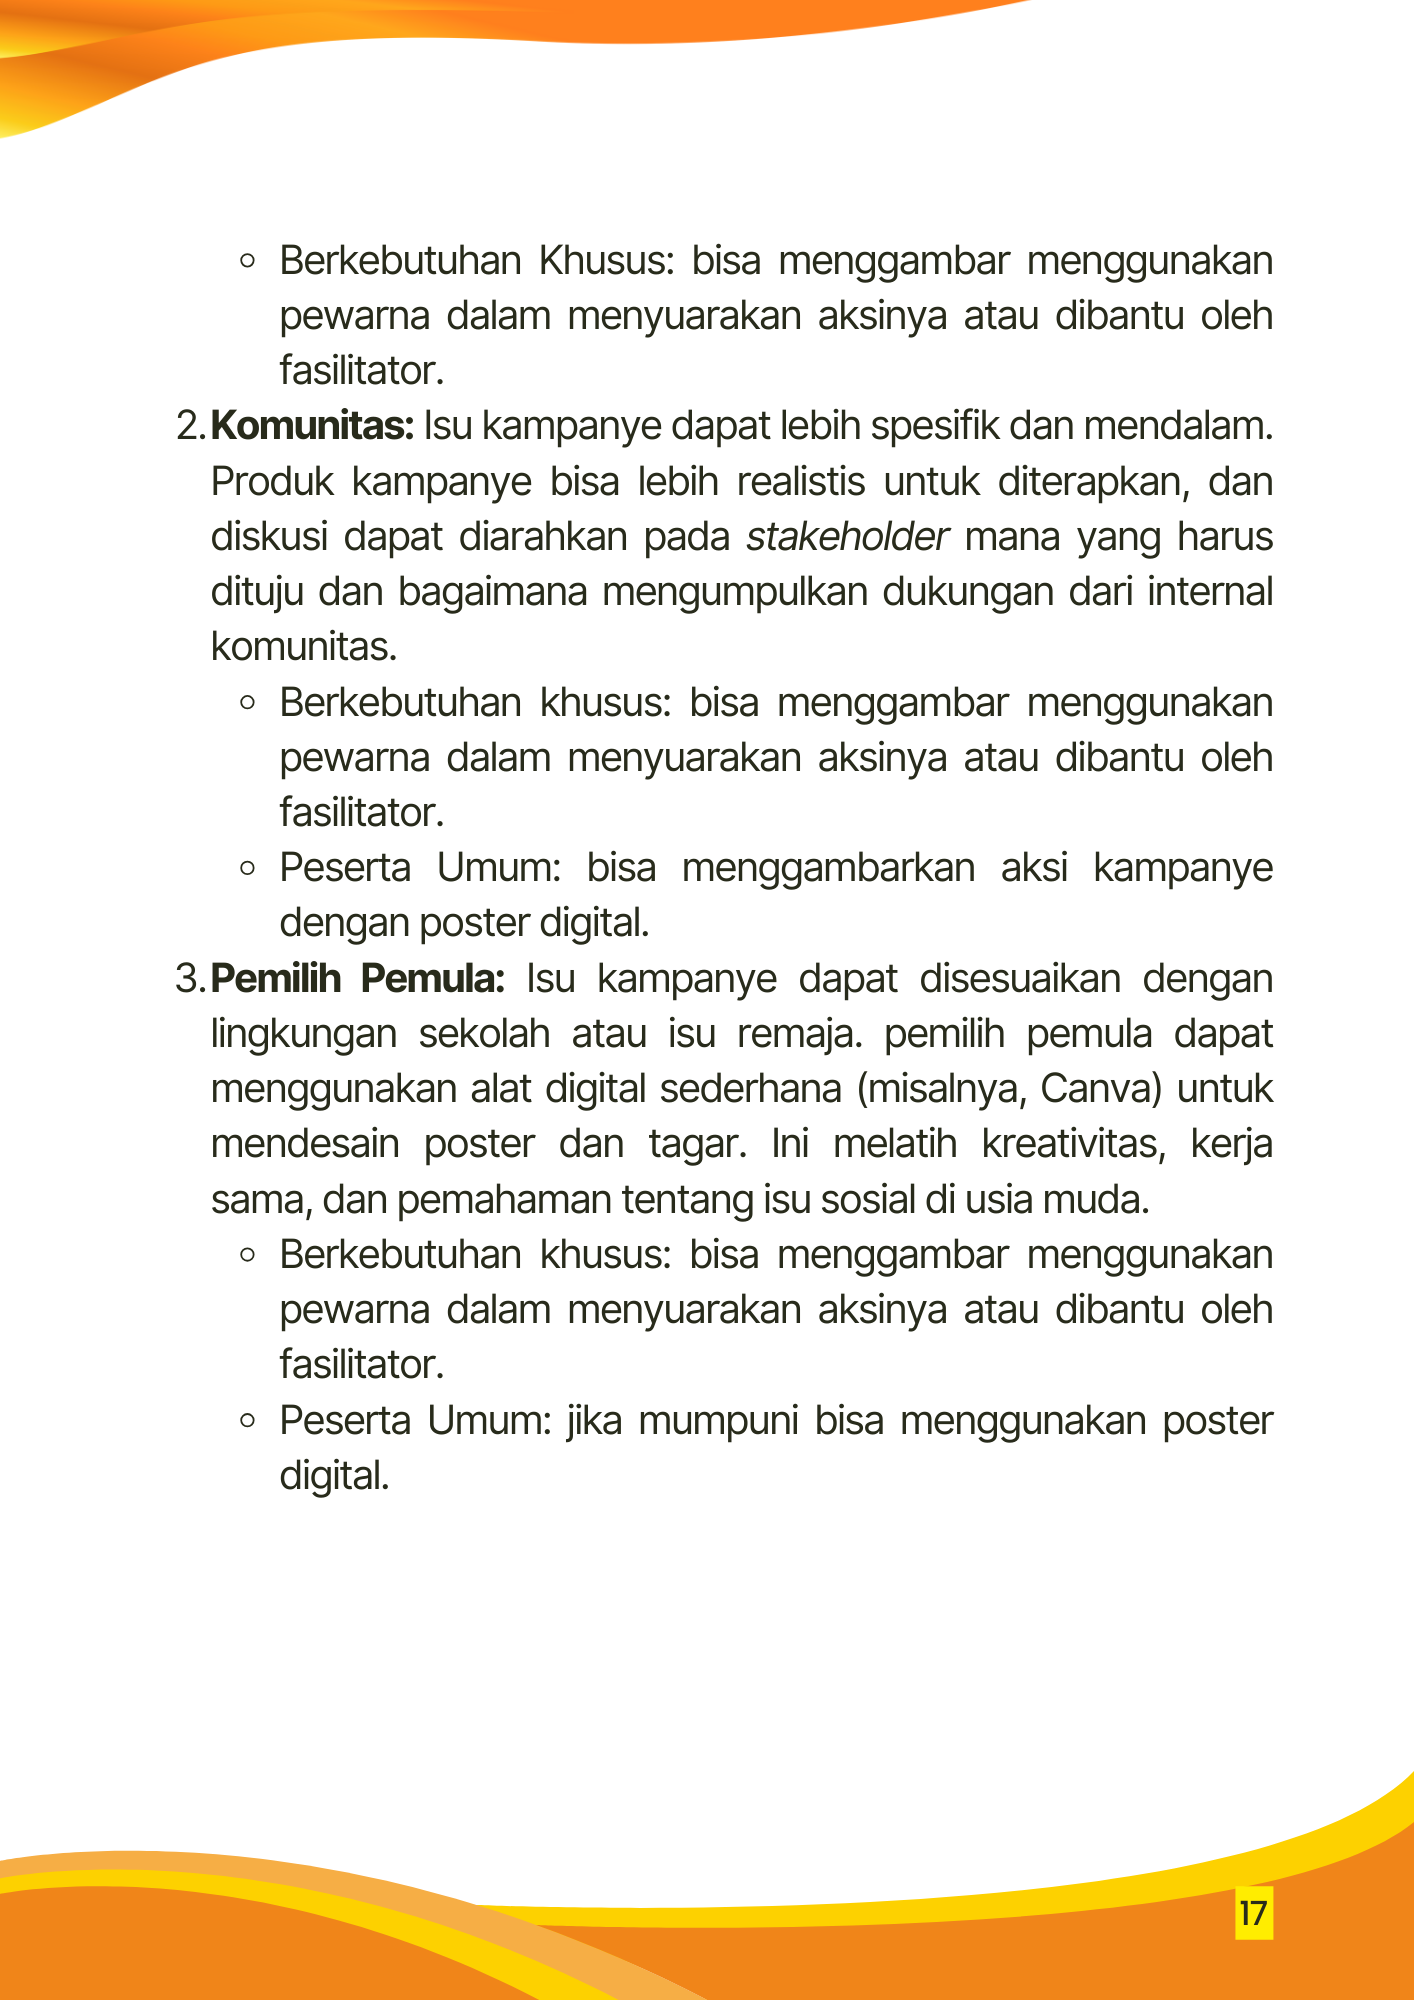 ◦ Berkebutuhan Khusus: bisa menggambar menggunakan
pewarna dalam menyuarakan aksinya atau dibantu oleh
fasilitator.
2. Komunitas: Isu kampanye dapat lebih spesifik dan mendalam.
Produk kampanye bisa lebih realistis untuk diterapkan, dan
diskusi dapat diarahkan pada stakeholder mana yang harus
dituju dan bagaimana mengumpulkan dukungan dari internal
komunitas.
◦ Berkebutuhan khusus: bisa menggambar menggunakan
pewarna dalam menyuarakan aksinya atau dibantu oleh
fasilitator.
◦ Peserta Umum: bisa menggambarkan aksi kampanye
dengan poster digital.
3. Pemilih Pemula: Isu kampanye dapat disesuaikan dengan
lingkungan sekolah atau isu remaja. pemilih pemula dapat
menggunakan alat digital sederhana (misalnya, Canva) untuk
mendesain poster dan tagar. Ini melatih kreativitas, kerja
sama, dan pemahaman tentang isu sosial di usia muda.
◦ Berkebutuhan khusus: bisa menggambar menggunakan
pewarna dalam menyuarakan aksinya atau dibantu oleh
fasilitator.
◦ Peserta Umum: jika mumpuni bisa menggunakan poster
digital.
17